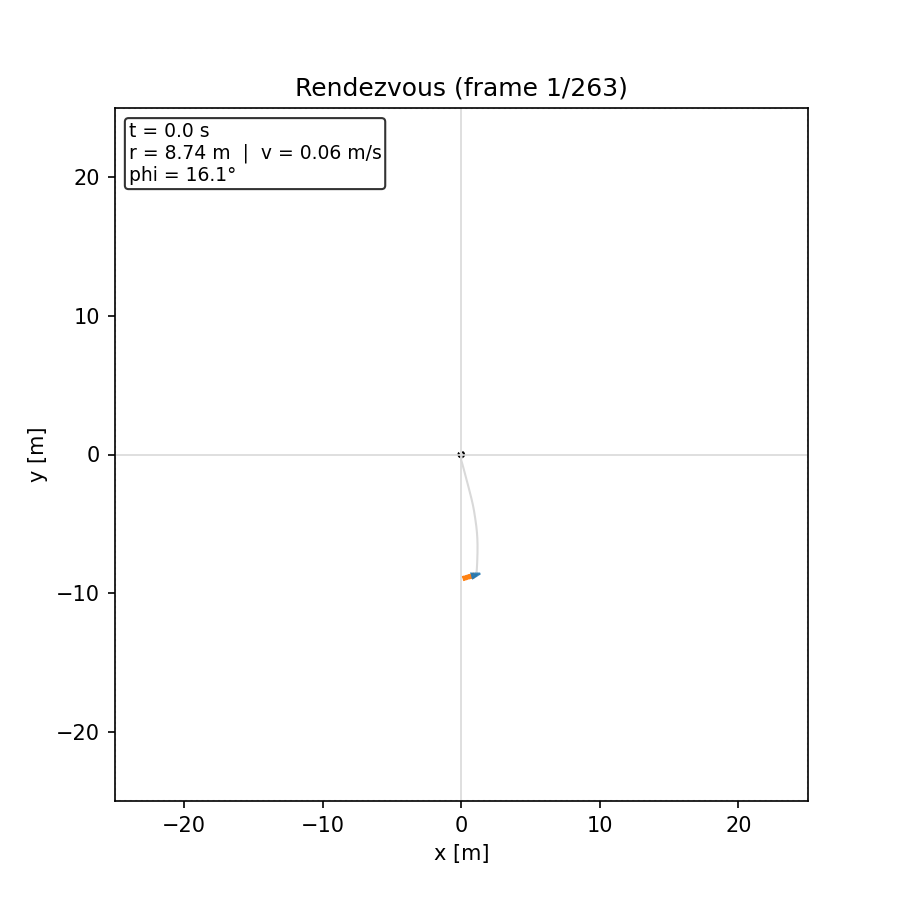 Rendezvous (frame 1/263)
t = 0.0 s
r = 8.74 m | v = 0.06 m/s
phi = 16.1°
20
10
0
−10
−20
y [m]
−20 −10 0 10 20
x [m]